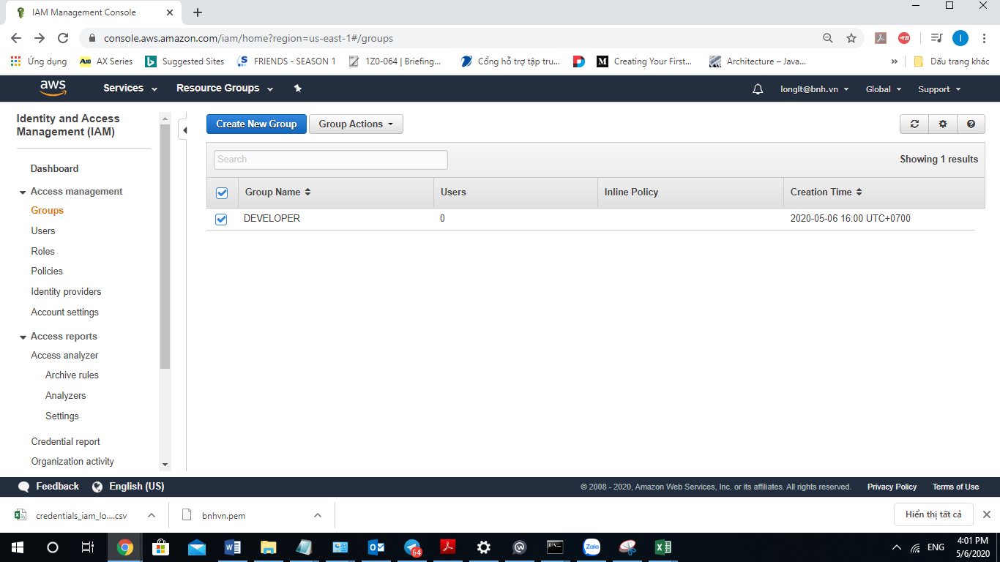 IAM Management Console
console.aws.amazon.com/iam/home?region=us-east-1#/groups
Ứng dụng AX Series Suggested Sites FRIENDS - SEASON 1 1Z0-064 | Briefing... Cổng hỗ trợ tập tru... Creating Your First... Architecture – Java... » Dấu trang khác
aws Services Resource Groups longlt@bnh.vn Global Support
Identity and Access
Management (IAM)
Dashboard
Access management
Groups
Users
Roles
Policies
Identity providers
Account settings
Access reports
Access analyzer
Archive rules
Analyzers
Settings
Credential report
Organization activity
Create New Group Group Actions
Search Showing 1 results
Group Name Users Inline Policy Creation Time
DEVELOPER 0 2020-05-06 16:00 UTC+0700
Feedback English (US) © 2008 - 2020, Amazon Web Services, Inc. or its affiliates. All rights reserved. Privacy Policy Terms of Use
credentials_iam_lo....csv bnhvn.pem Hiển thị tất cả
64 Zalo ENG 4:01 PM
5/6/2020